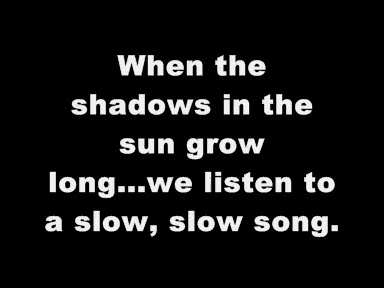 When the
shadows in the
sun grow
long...we listen to
a slow, slow song.